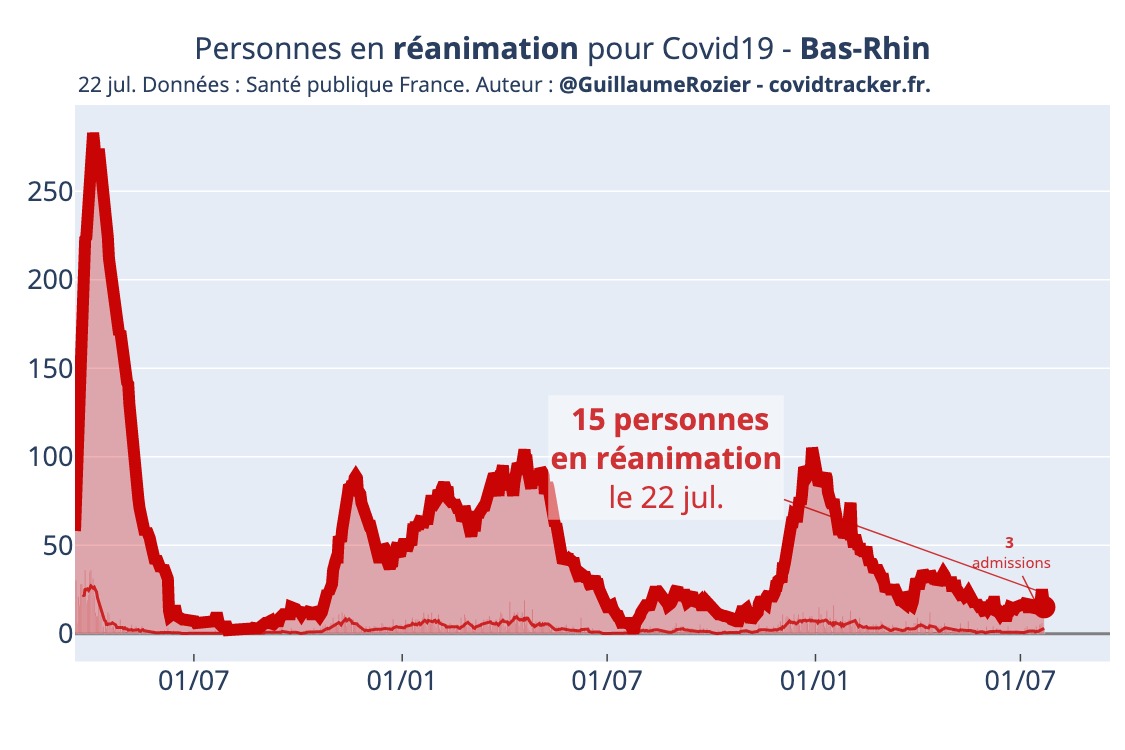 Personnes en réanimation pour Covid19 - Bas-Rhin
22 jul. Données : Santé publique France. Auteur : @GuillaumeRozier - covidtracker.fr.
250
200
150
100
50
0
15 personnes
en réanimation
le 22 jul.
3
admissions
01/07
01/01
01/07
01/01
01/07